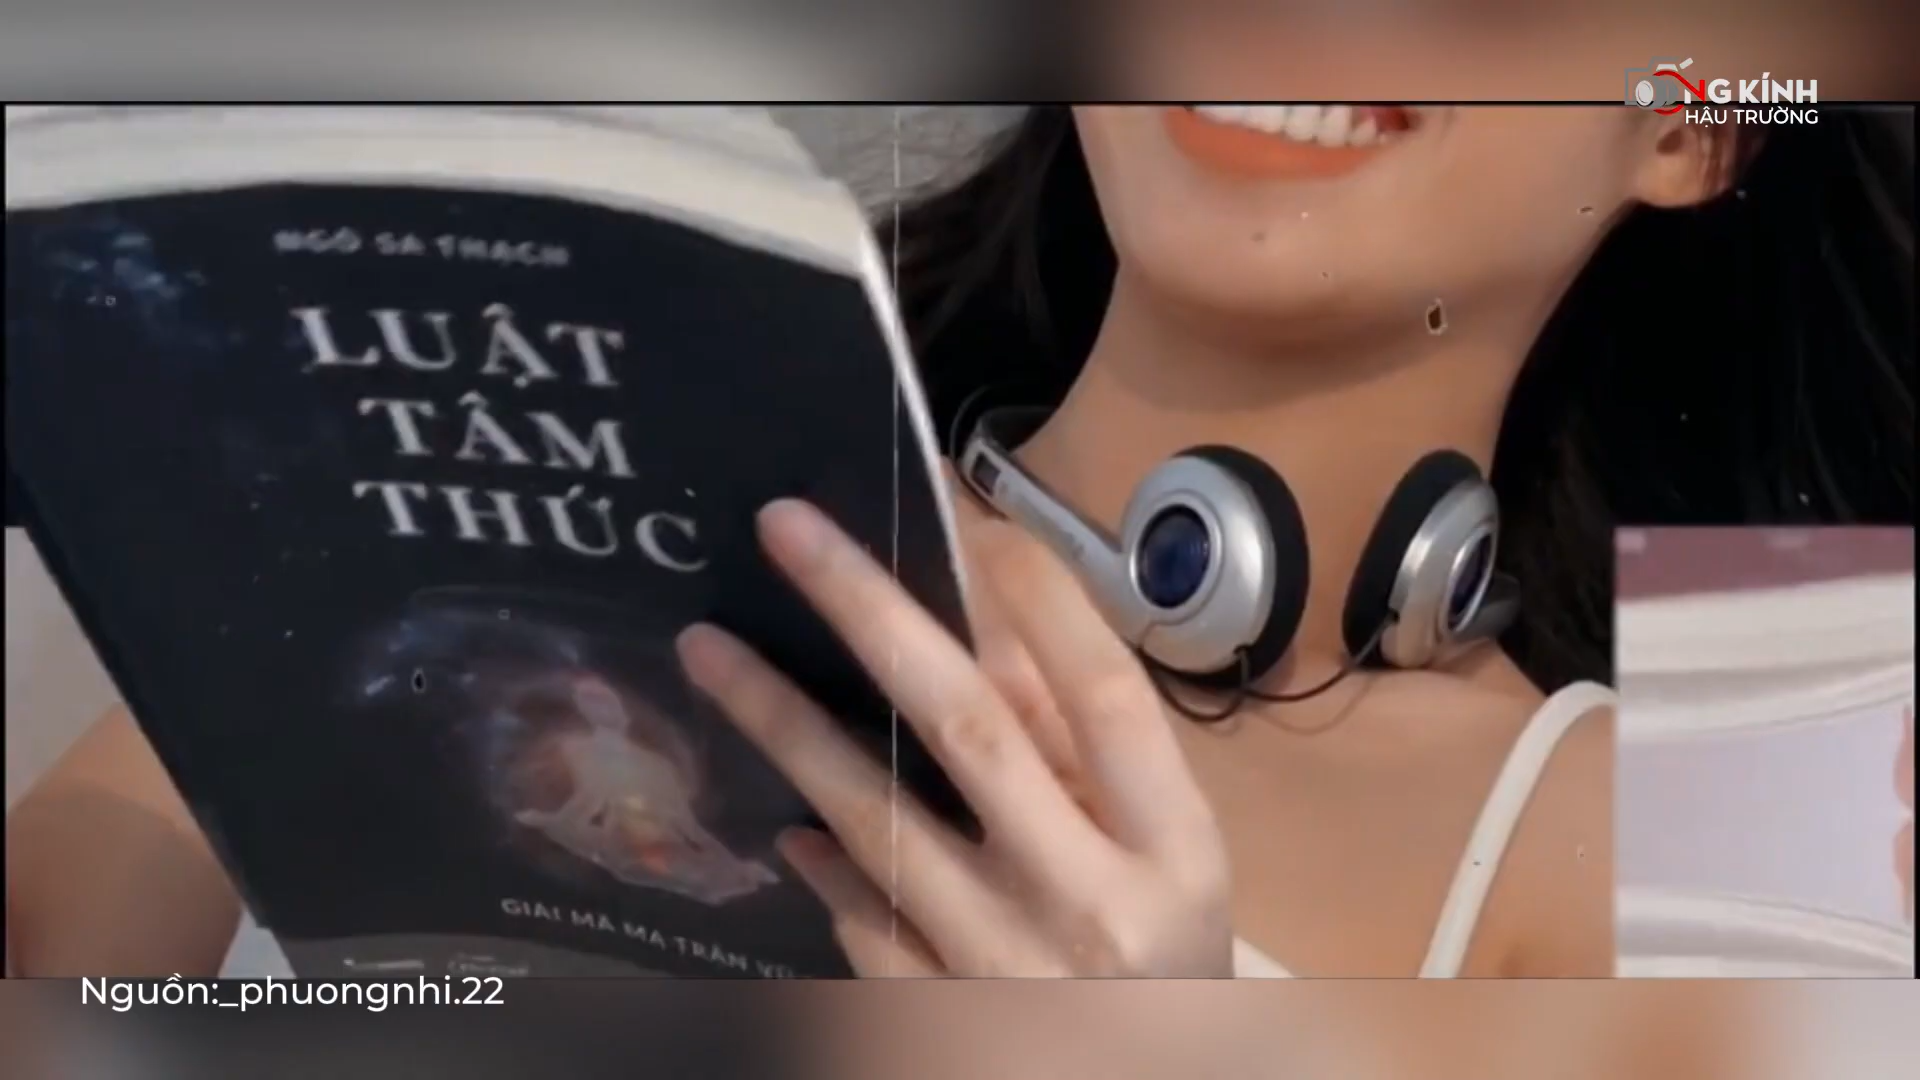 NG KÍNH
HẬU TRƯỜNG
NGÔ SA THẠCH
LUẬT
TÂM
THỨC
GIẢI MÃ MA TRẬN
Nguồn:_phuongnhi.22